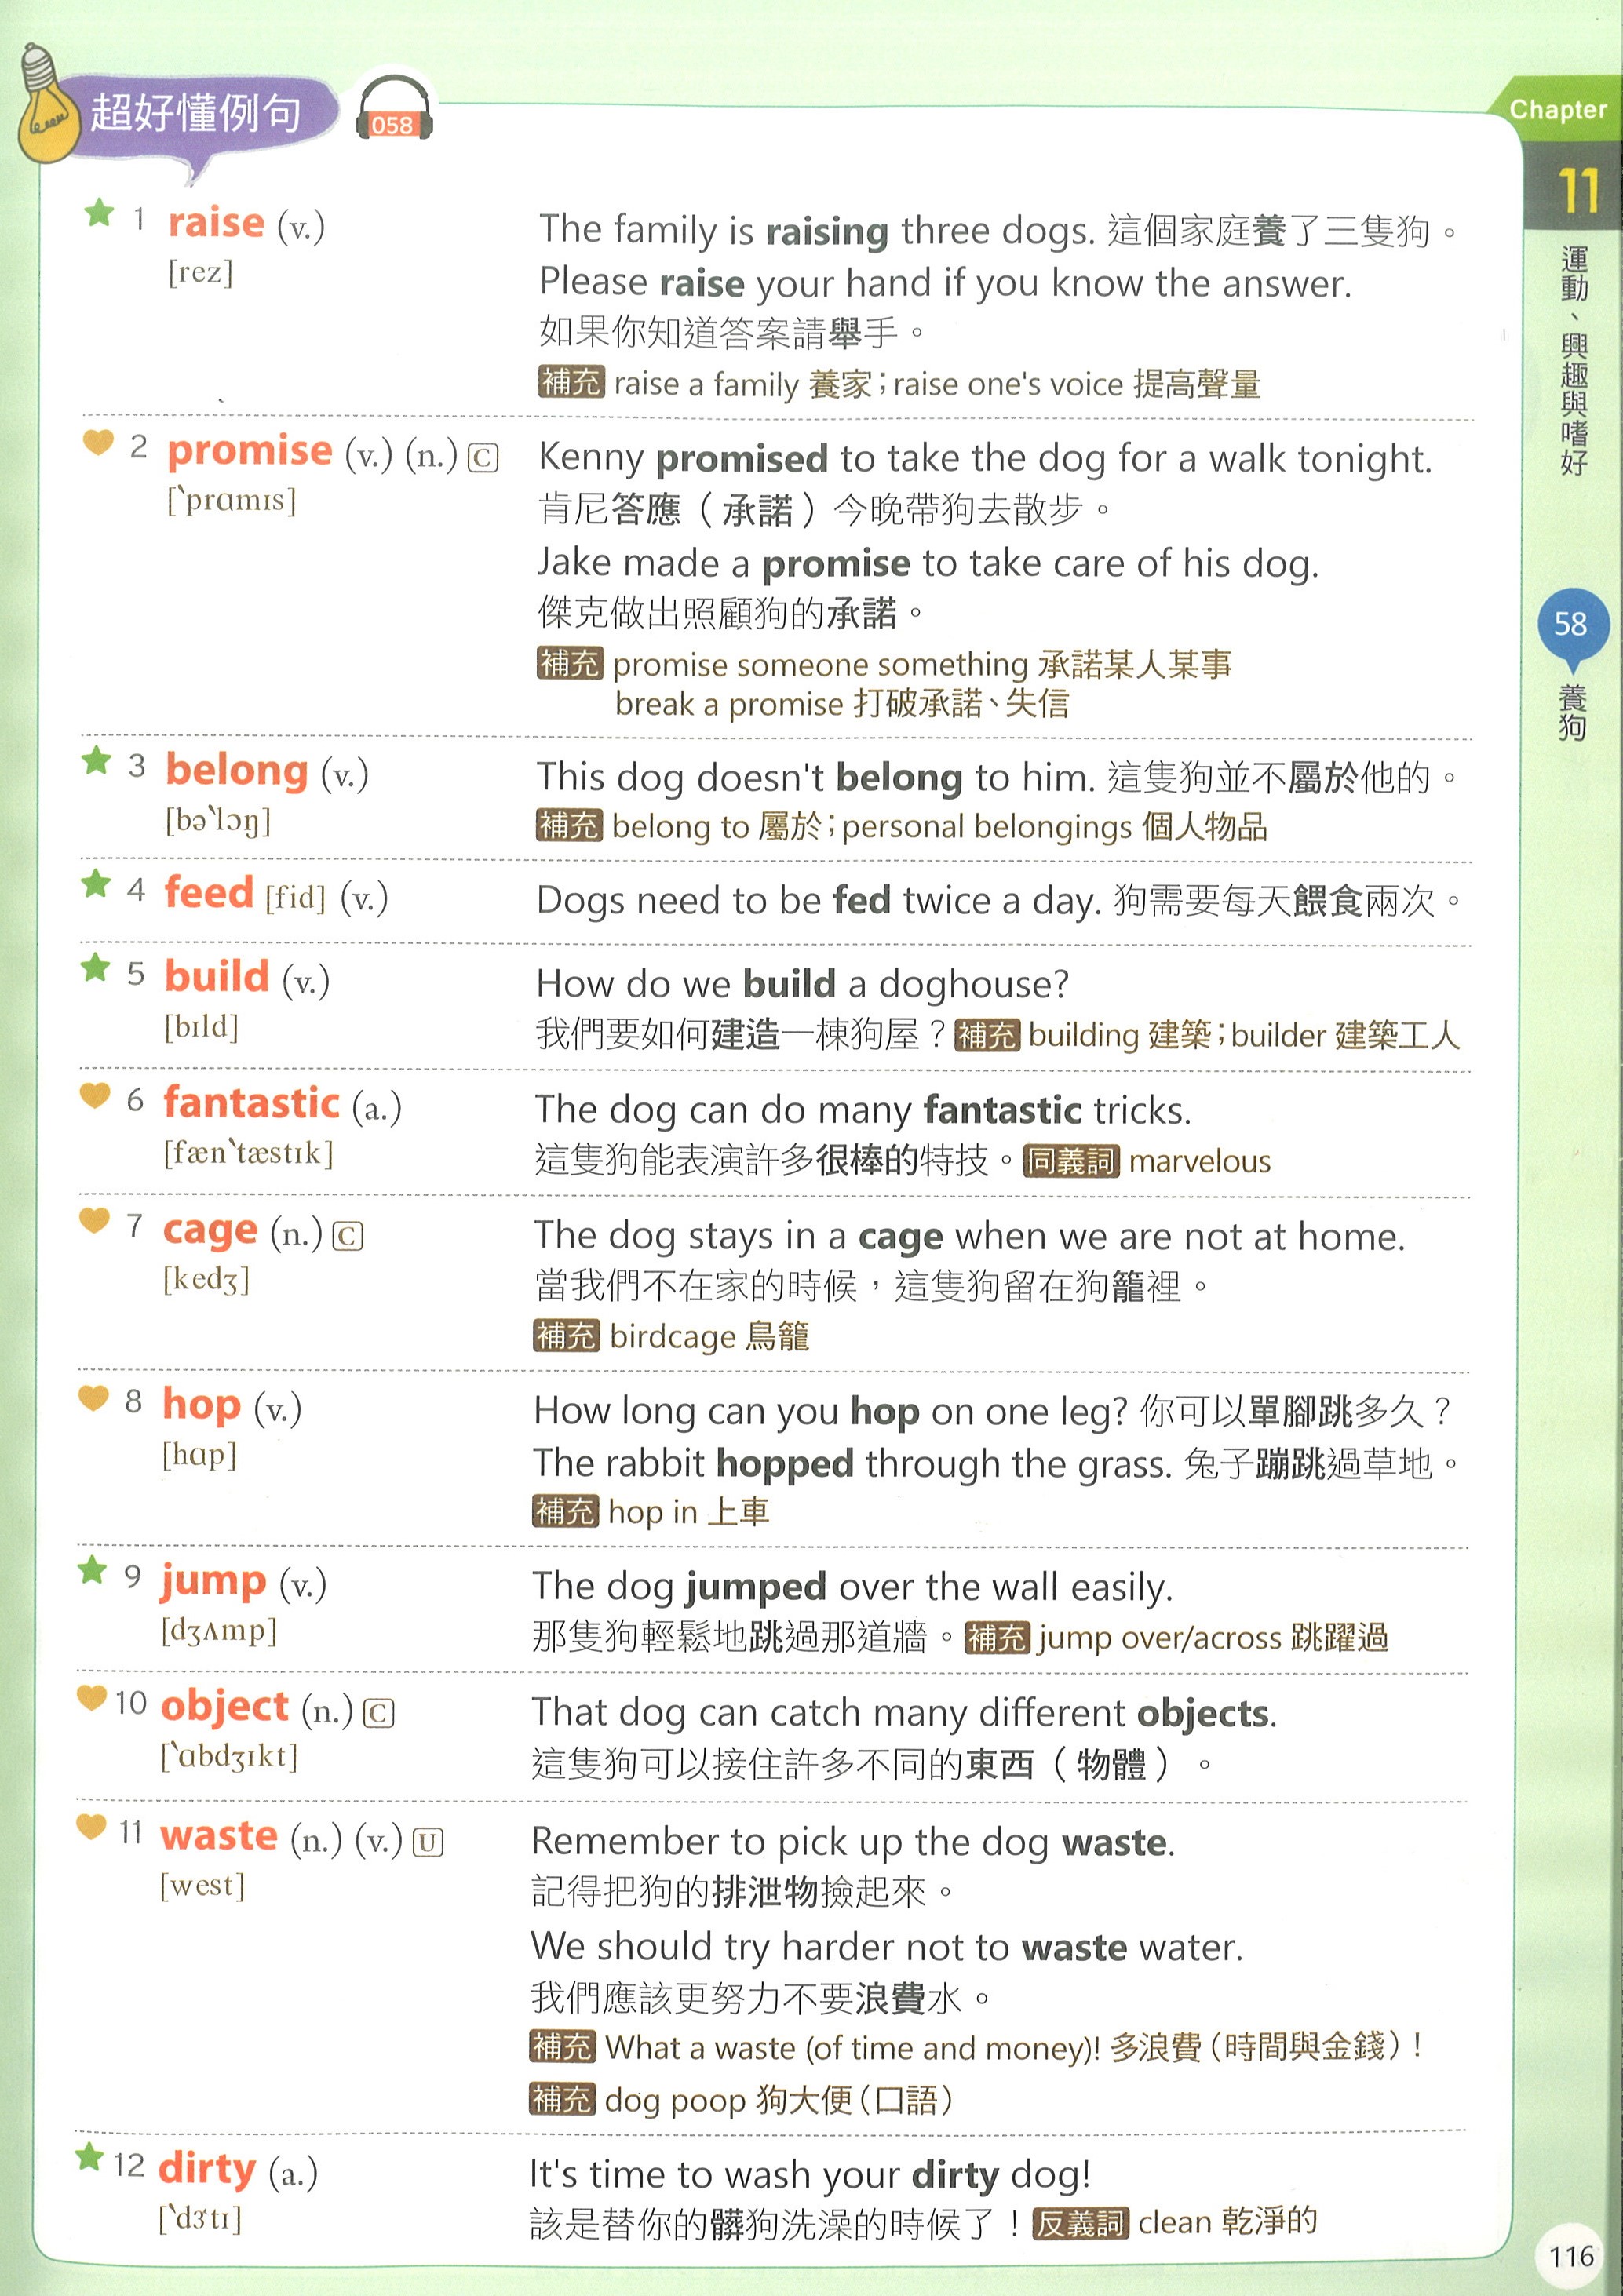 超好懂例句
058
Chapter
11
運動、興趣與嗜好
58
養狗
1 raise (v.)
[rez]
The family is raising three dogs. 這個家庭養了三隻狗。
Please raise your hand if you know the answer.
如果你知道答案請舉手。
補充 raise a family 養家；raise one's voice 提高聲量
2 promise (v.) (n.) C
[ˋprɑmɪs]
Kenny promised to take the dog for a walk tonight.
肯尼答應（承諾）今晚帶狗去散步。
Jake made a promise to take care of his dog.
傑克做出照顧狗的承諾。
補充 promise someone something 承諾某人某事
break a promise 打破承諾、失信
3 belong (v.)
[bəˋlɔŋ]
This dog doesn't belong to him. 這隻狗並不屬於他的。
補充 belong to 屬於；personal belongings 個人物品
4 feed [fid] (v.)
Dogs need to be fed twice a day. 狗需要每天餵食兩次。
5 build (v.)
[bɪld]
How do we build a doghouse?
我們要如何建造一棟狗屋？補充 building 建築；builder 建築工人
6 fantastic (a.)
[fænˋtæstɪk]
The dog can do many fantastic tricks.
這隻狗能表演許多很棒的特技。同義詞 marvelous
7 cage (n.) C
[kedʒ]
The dog stays in a cage when we are not at home.
當我們不在家的時候，這隻狗留在狗籠裡。
補充 birdcage 鳥籠
8 hop (v.)
[hɑp]
How long can you hop on one leg? 你可以單腳跳多久？
The rabbit hopped through the grass. 兔子蹦跳過草地。
補充 hop in 上車
9 jump (v.)
[dʒʌmp]
The dog jumped over the wall easily.
那隻狗輕鬆地跳過那道牆。補充 jump over/across 跳躍過
10 object (n.) C
[ˋɑbdʒɪkt]
That dog can catch many different objects.
這隻狗可以接住許多不同的東西（物體）。
11 waste (n.) (v.) U
[west]
Remember to pick up the dog waste.
記得把狗的排泄物撿起來。
We should try harder not to waste water.
我們應該更努力不要浪費水。
補充 What a waste (of time and money)! 多浪費（時間與金錢）！
補充 dog poop 狗大便（口語）
12 dirty (a.)
[ˋdɝtɪ]
It's time to wash your dirty dog!
該是替你的髒狗洗澡的時候了！反義詞 clean 乾淨的
116